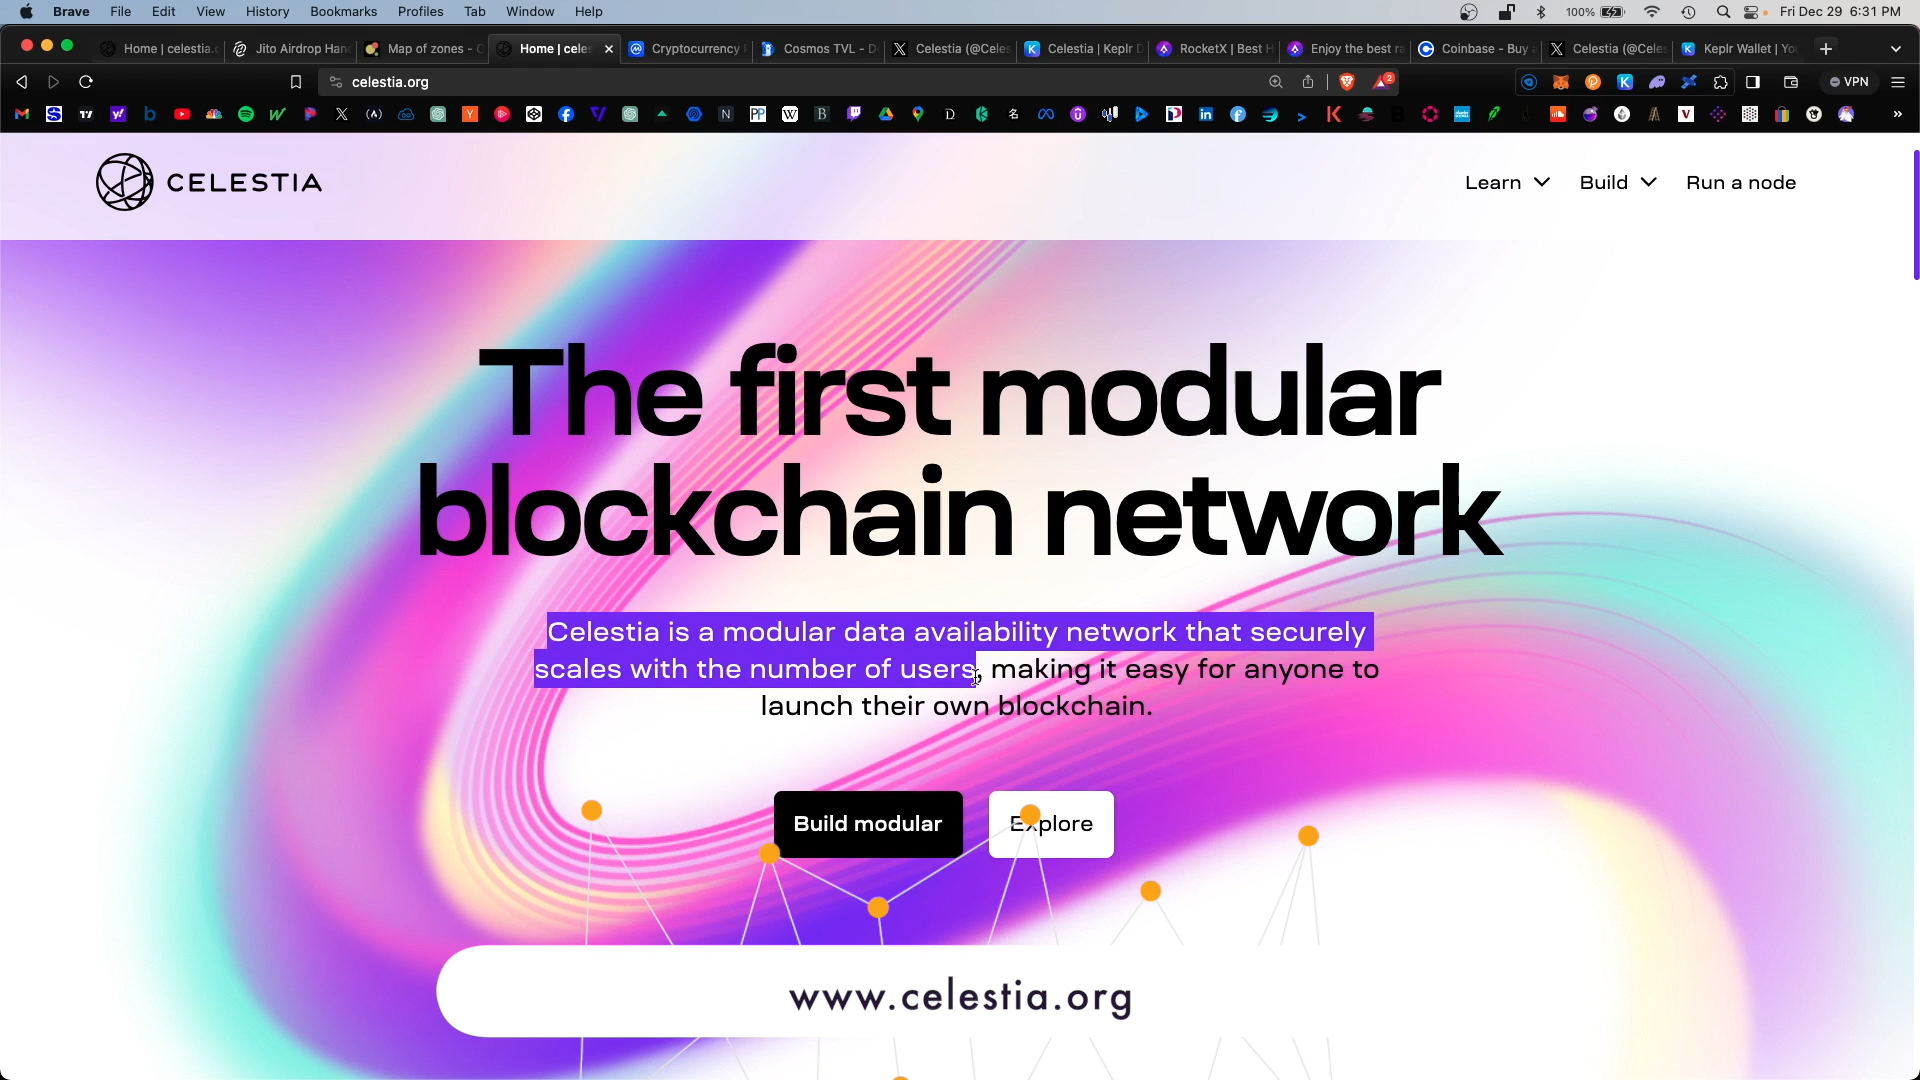 Brave File Edit View History Bookmarks Profiles Tab Window Help 100% Fri Dec 29 6:31 PM
Home | celestia.o Jito Airdrop Han Map of zones - C Home | celes Cryptocurrency Cosmos TVL - D Celestia (@Celes Celestia | Keplr D RocketX | Best H Enjoy the best ra Coinbase - Buy a Celestia (@Celes Keplr Wallet | Yo
celestia.org 2 VPN
CELESTIA
Learn Build Run a node
The first modular
blockchain network
Celestia is a modular data availability network that securely
scales with the number of users, making it easy for anyone to
launch their own blockchain.
Build modular Explore
www.celestia.org